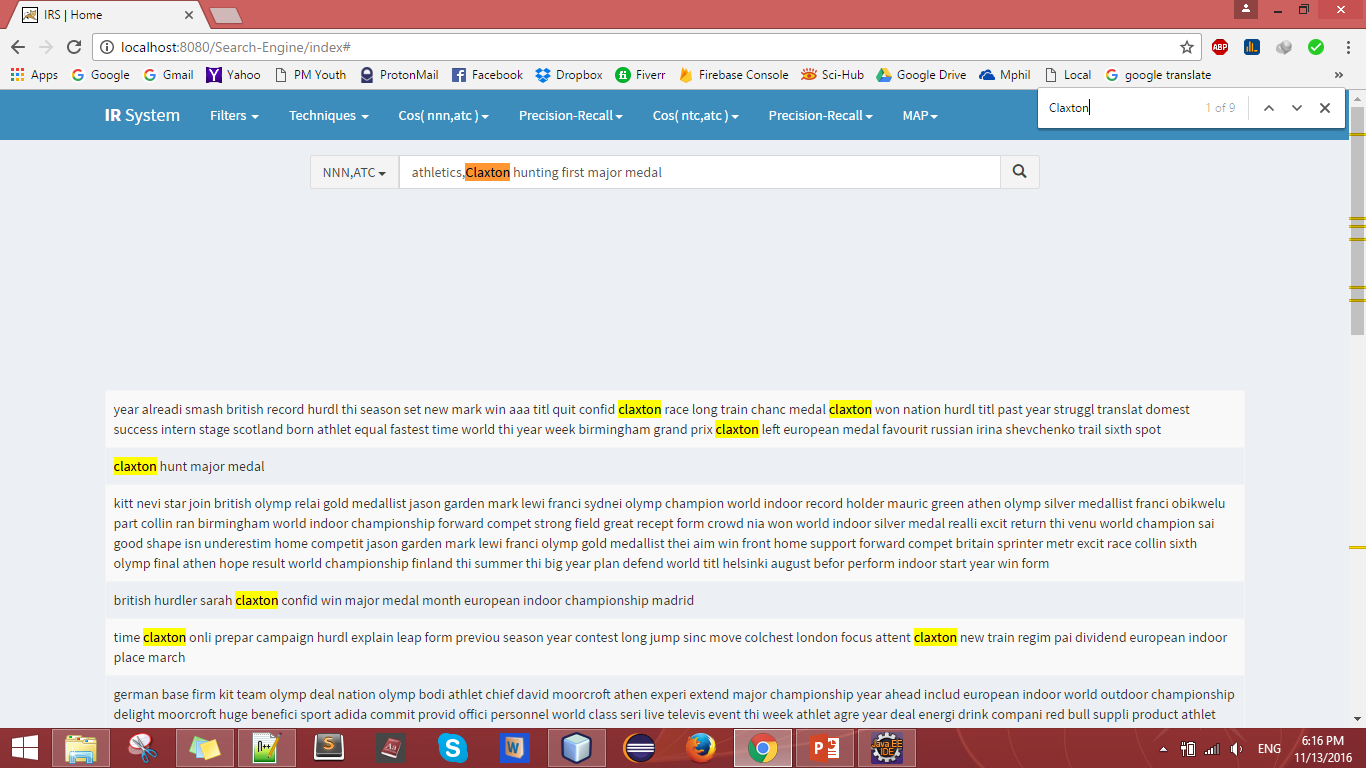 IRS | Home
localhost:8080/Search-Engine/index#
ABP
Apps Google Gmail Yahoo PM Youth ProtonMail Facebook Dropbox Fiverr Firebase Console Sci-Hub Google Drive Mphil Local google translate »
Claxton 1 of 9
IR System Filters Techniques Cos( nnn,atc ) Precision-Recall Cos( ntc,atc ) Precision-Recall MAP
NNN,ATC athletics,Claxton hunting first major medal
year alreadi smash british record hurdl thi season set new mark win aaa titl quit confid claxton race long train chanc medal claxton won nation hurdl titl past year struggl translat domest
success intern stage scotland born athlet equal fastest time world thi year week birmingham grand prix claxton left european medal favourit russian irina shevchenko trail sixth spot
claxton hunt major medal
kitt nevi star join british olymp relai gold medallist jason garden mark lewi franci sydnei olymp champion world indoor record holder mauric green athen olymp silver medallist franci obikwelu
part collin ran birmingham world indoor championship forward compet strong field great recept form crowd nia won world indoor silver medal realli excit return thi venu world champion sai
good shape isn underestim home competit jason garden mark lewi franci olymp gold medallist thei aim win front home support forward compet britain sprinter metr excit race collin sixth
olymp final athen hope result world championship finland thi summer thi big year plan defend world titl helsinki august befor perform indoor start year win form
british hurdler sarah claxton confid win major medal month european indoor championship madrid
time claxton onli prepar campaign hurdl explain leap form previou season year contest long jump sinc move colchest london focus attent claxton new train regim pai dividend european indoor
place march
german base firm kit team olymp deal nation olymp bodi athlet chief david moorcroft athen experi extend major championship year ahead includ european indoor world outdoor championship
delight moorcroft huge benefici sport adida commit provid offici personnel world class seri live televis event thi week athlet agre year deal energi drink compani red bull suppli product athlet
ENG 6:16 PM
11/13/2016